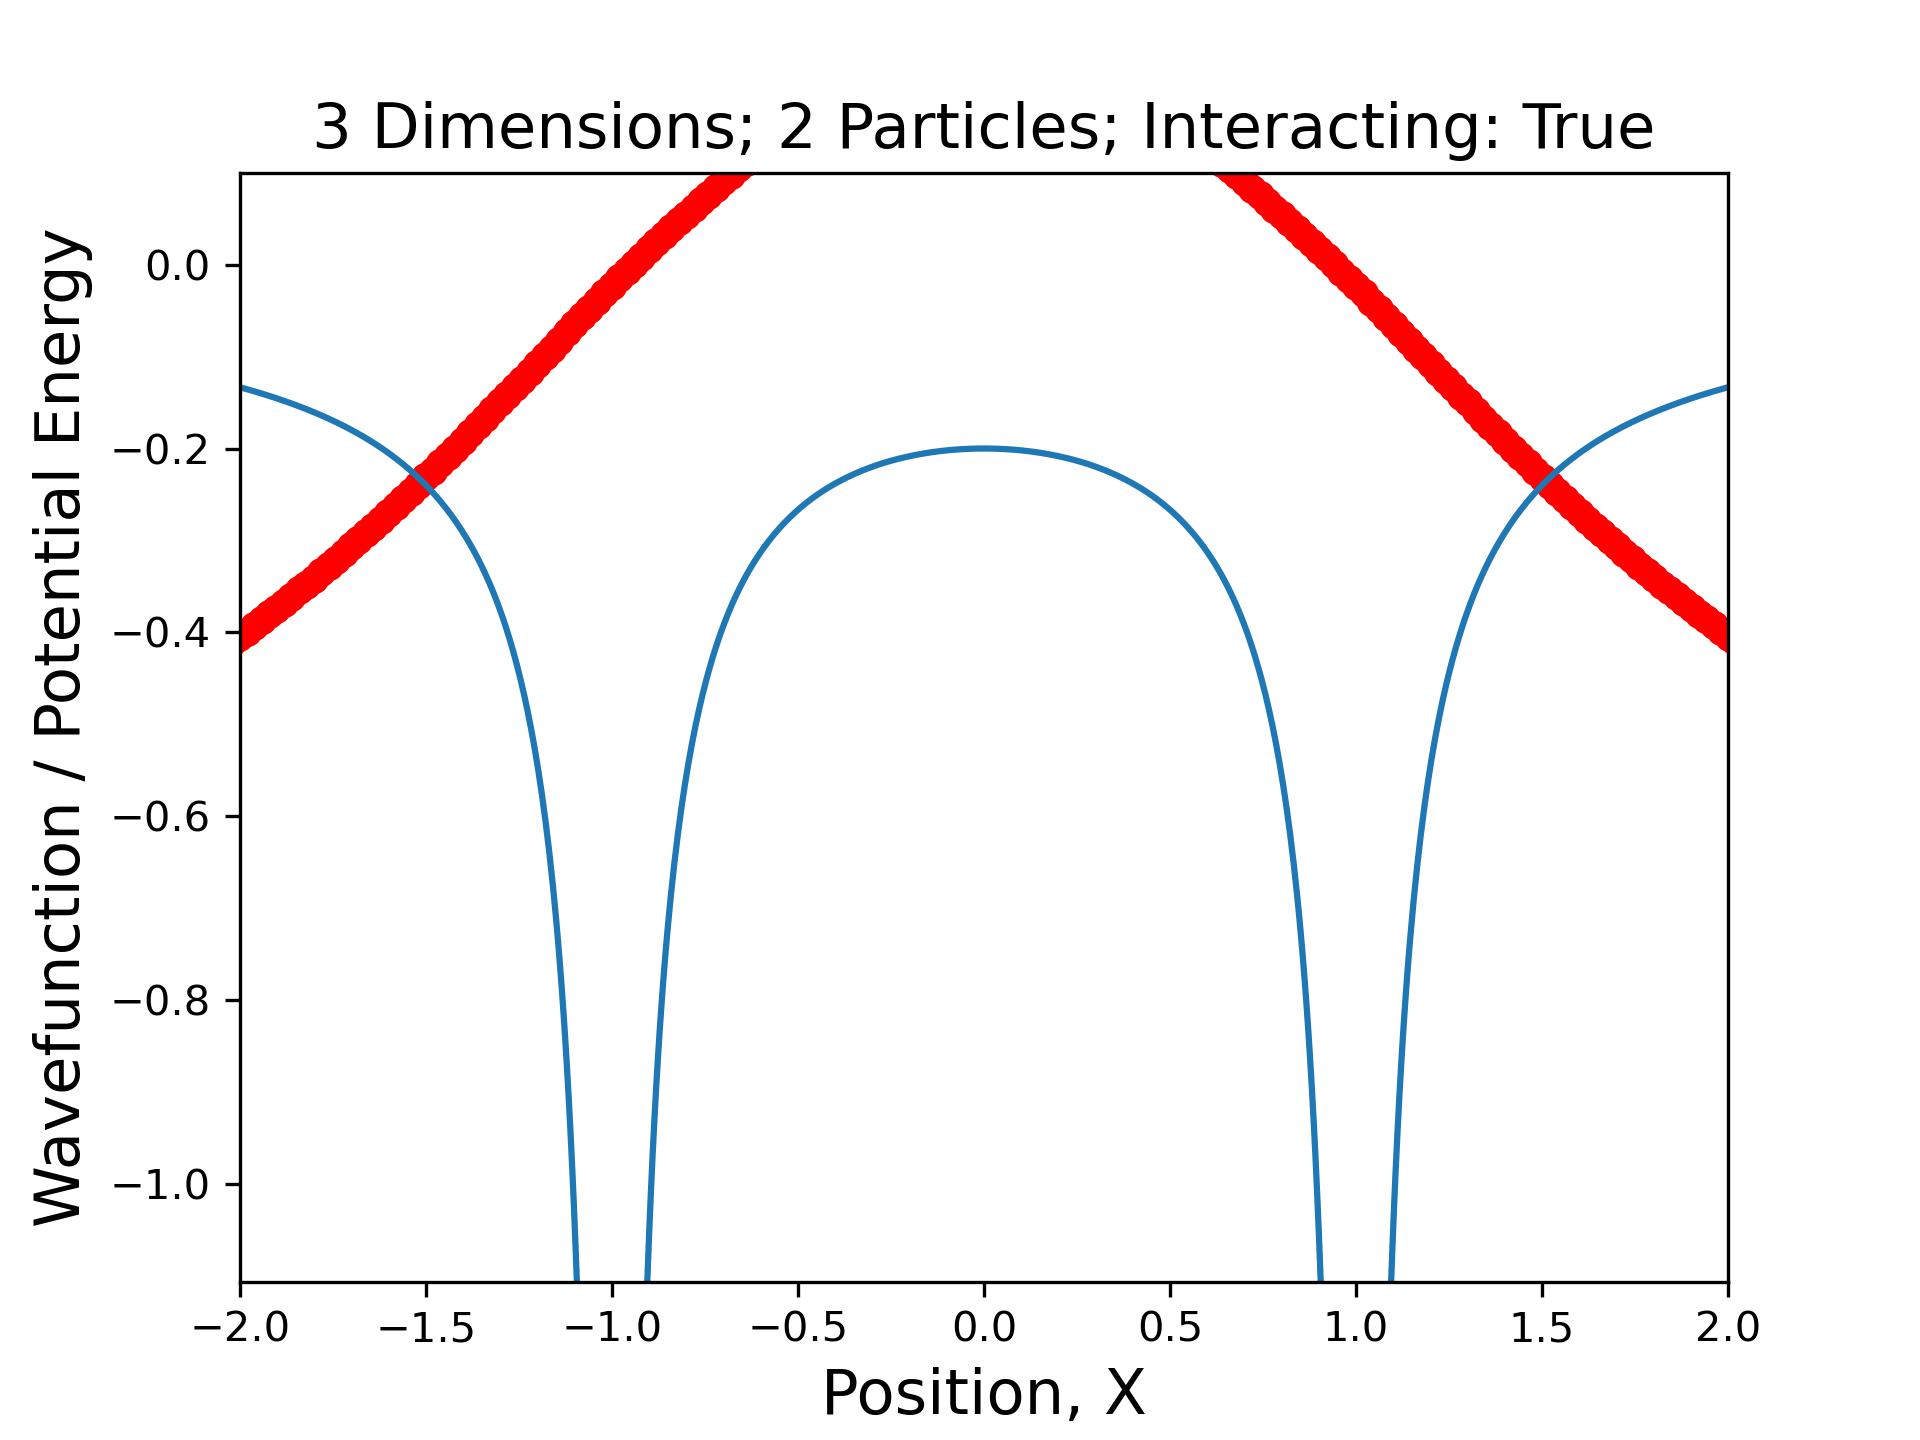 3 Dimensions; 2 Particles; Interacting: True
Wavefunction / Potential Energy
0.0
−0.2
−0.4
−0.6
−0.8
−1.0
−2.0 −1.5 −1.0 −0.5 0.0 0.5 1.0 1.5 2.0
Position, X